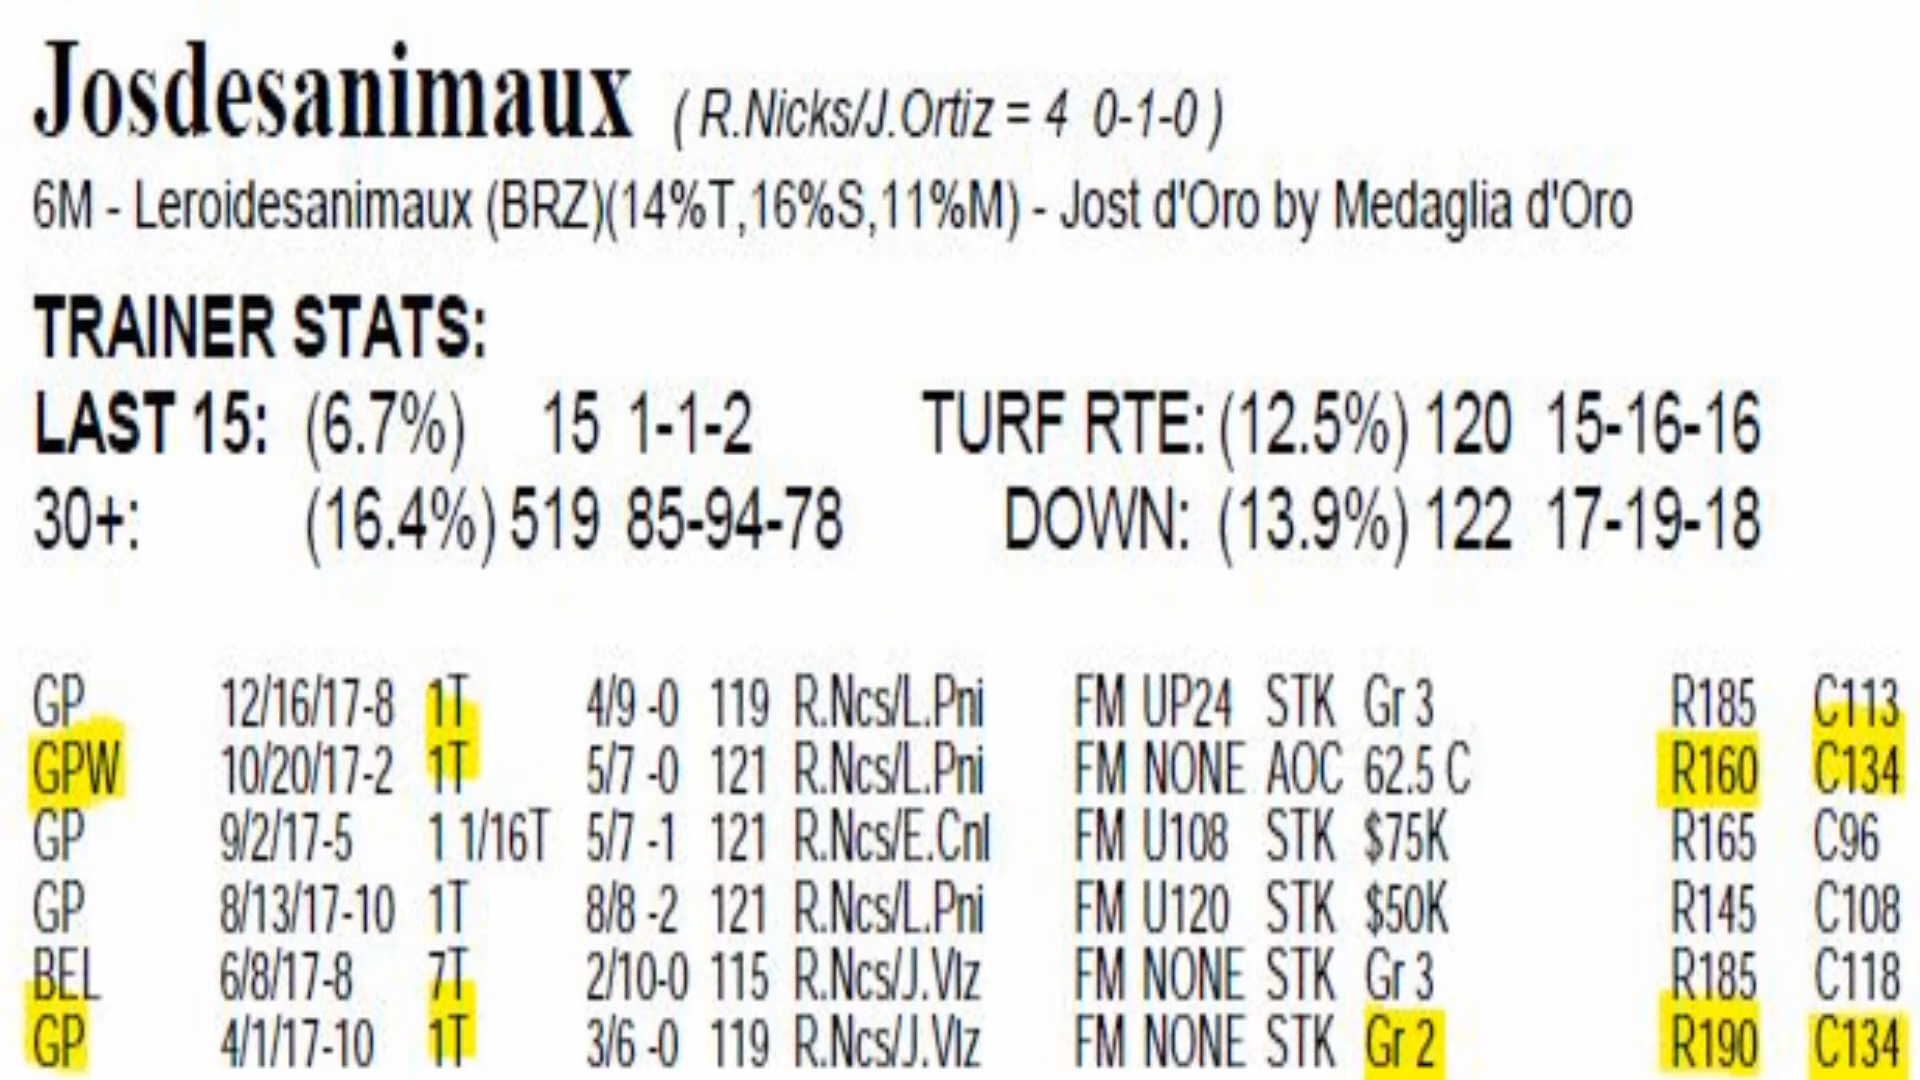 Josdesanimaux ( R.Nicks/J.Ortiz = 4 0-1-0 )
6M - Leroidesanimaux (BRZ)(14%T,16%S,11%M) - Jost d'Oro by Medaglia d'Oro
TRAINER STATS:
LAST 15: (6.7%) 15 1-1-2 TURF RTE: (12.5%) 120 15-16-16
30+: (16.4%) 519 85-94-78 DOWN: (13.9%) 122 17-19-18
GP 12/16/17-8 1T 4/9 -0 119 R.Ncs/L.Pni FM UP24 STK Gr 3 R185 C113
GPW 10/20/17-2 1T 5/7 -0 121 R.Ncs/L.Pni FM NONE AOC 62.5 C R160 C134
GP 9/2/17-5 1 1/16T 5/7 -1 121 R.Ncs/E.Cnl FM U108 STK $75K R165 C96
GP 8/13/17-10 1T 8/8 -2 121 R.Ncs/L.Pni FM U120 STK $50K R145 C108
BEL 6/8/17-8 7T 2/10-0 115 R.Ncs/J.Vlz FM NONE STK Gr 3 R185 C118
GP 4/1/17-10 1T 3/6 -0 119 R.Ncs/J.Vlz FM NONE STK Gr 2 R190 C134